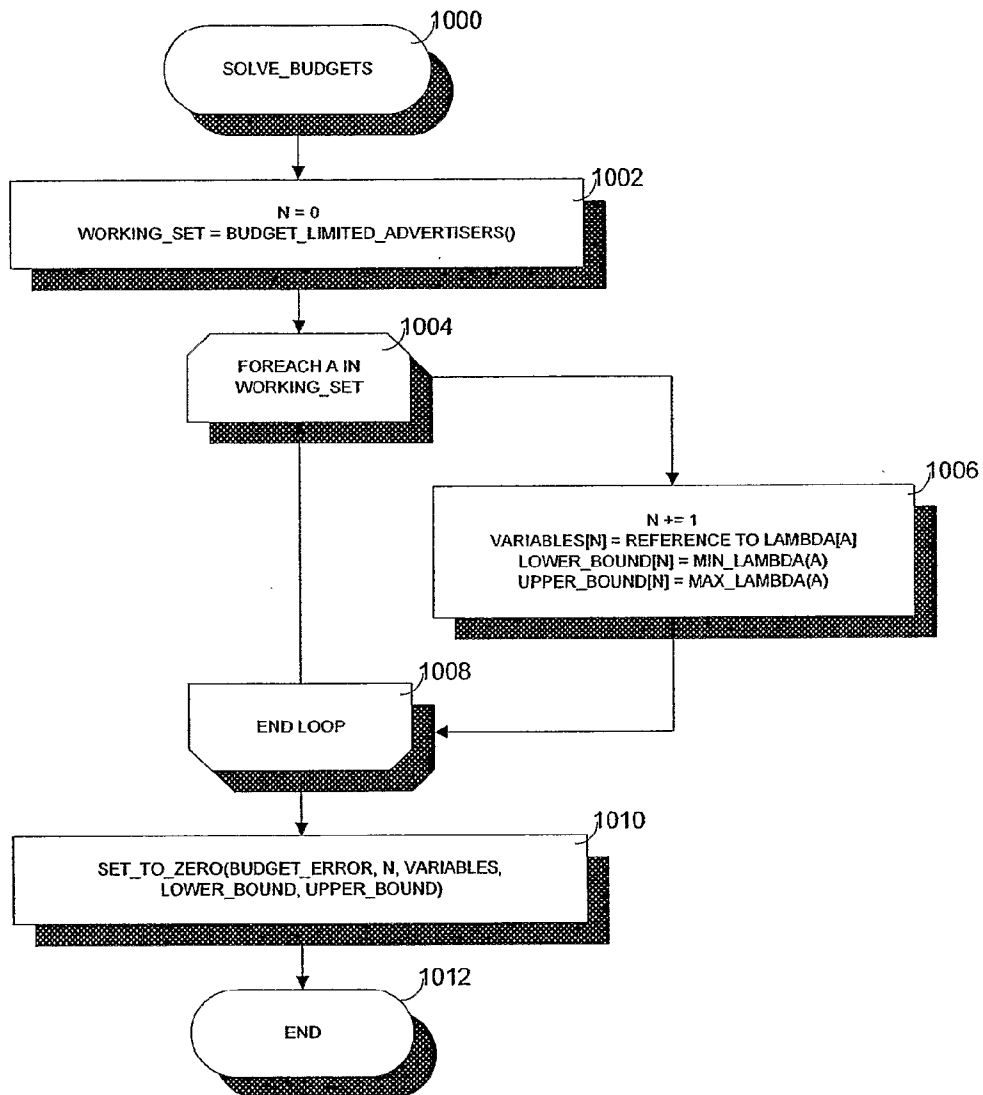 1000
SOLVE_BUDGETS
1002
N = 0
WORKING_SET = BUDGET_LIMITED_ADVERTISERS()
1004
FOREACH A IN
WORKING_SET
1006
N += 1
VARIABLES[N] = REFERENCE TO LAMBDA[A]
LOWER_BOUND[N] = MIN_LAMBDA(A)
UPPER_BOUND[N] = MAX_LAMBDA(A)
1008
END LOOP
1010
SET_TO_ZERO(BUDGET_ERROR, N, VARIABLES,
LOWER_BOUND, UPPER_BOUND)
1012
END